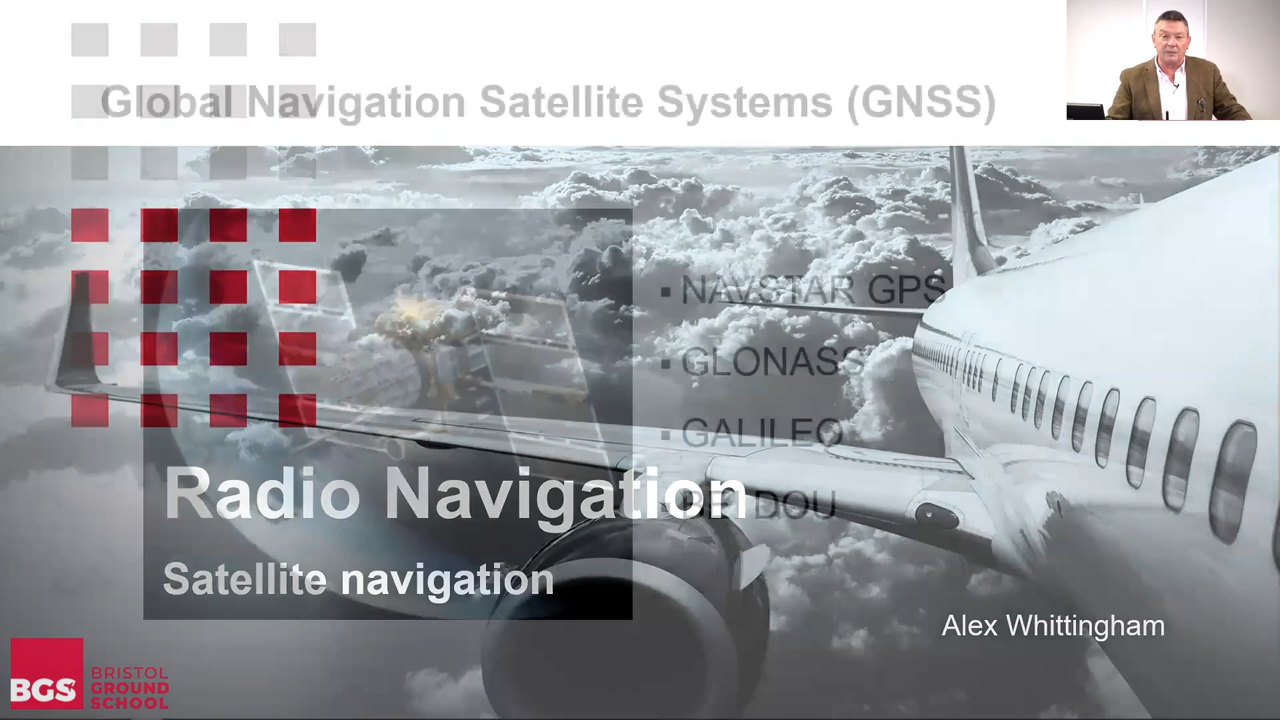 Global Navigation Satellite Systems (GNSS)
▪ NAVSTAR GPS
▪ GLONASS
▪ GALILEO
▪ BEIDOU
Radio Navigation
Satellite navigation
Alex Whittingham
BGS
BRISTOL
GROUND
SCHOOL